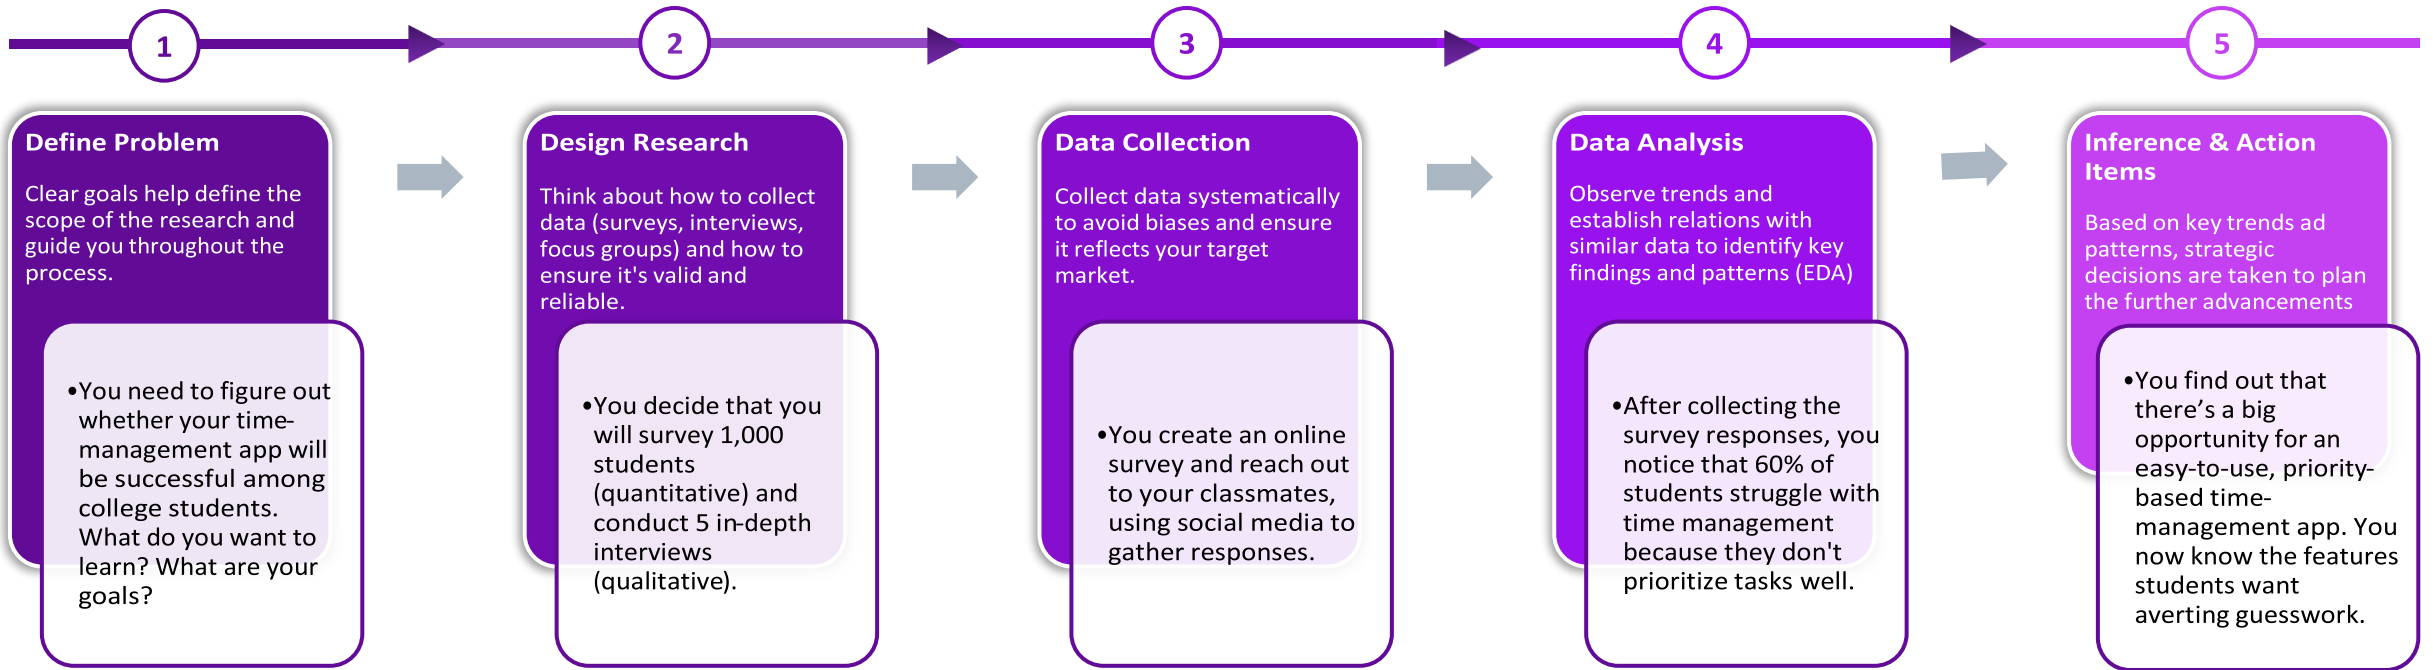 1
2
3
4
5
Define Problem
Clear goals help define the
scope of the research and
guide you throughout the
process.
•You need to figure out
whether your time-
management app will
be successful among
college students.
What do you want to
learn? What are your
goals?
Design Research
Think about how to collect
data (surveys, interviews,
focus groups) and how to
ensure it's valid and
reliable.
•You decide that you
will survey 1,000
students
(quantitative) and
conduct 5 in-depth
interviews
(qualitative).
Data Collection
Collect data systematically
to avoid biases and ensure
it reflects your target
market.
•You create an online
survey and reach out
to your classmates,
using social media to
gather responses.
Data Analysis
Observe trends and
establish relations with
similar data to identify key
findings and patterns (EDA)
•After collecting the
survey responses, you
notice that 60% of
students struggle with
time management
because they don't
prioritize tasks well.
Inference & Action
Items
Based on key trends ad
patterns, strategic
decisions are taken to plan
the further advancements
•You find out that
there’s a big
opportunity for an
easy-to-use, priority-
based time-
management app. You
now know the features
students want
averting guesswork.